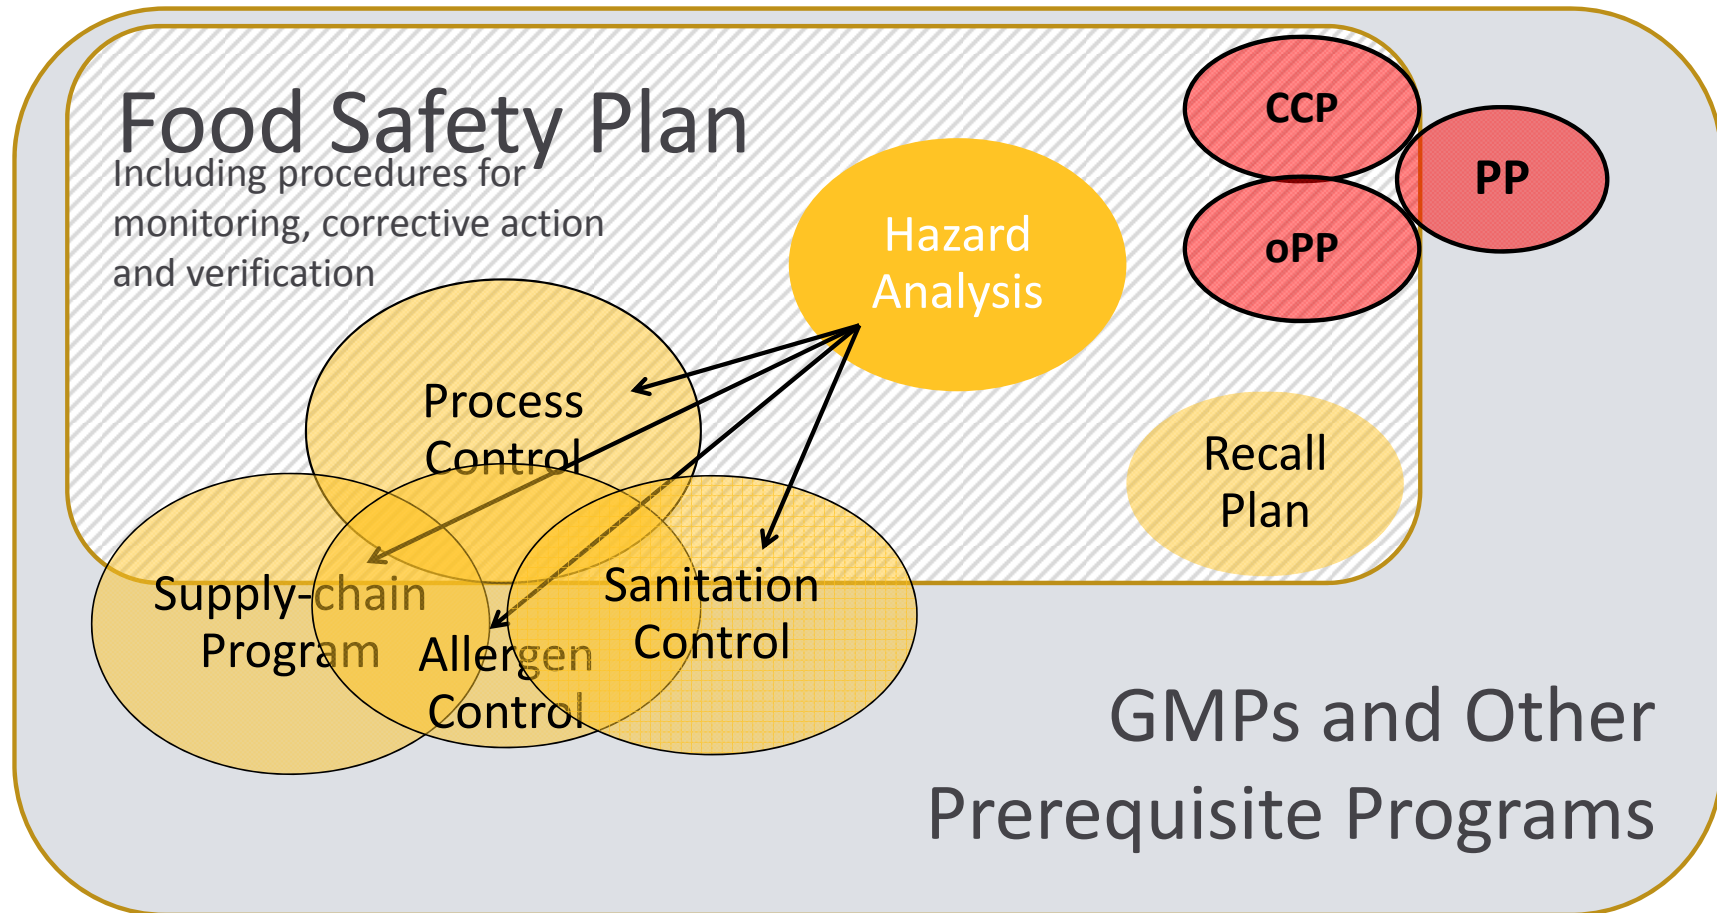 Food Safety Plan
Including procedures for
monitoring, corrective action
and verification
CCP
PP
oPP
Hazard
Analysis
Process
Control
Recall
Plan
Supply-chain
Program
Allergen
Control
Sanitation
Control
GMPs and Other
Prerequisite Programs